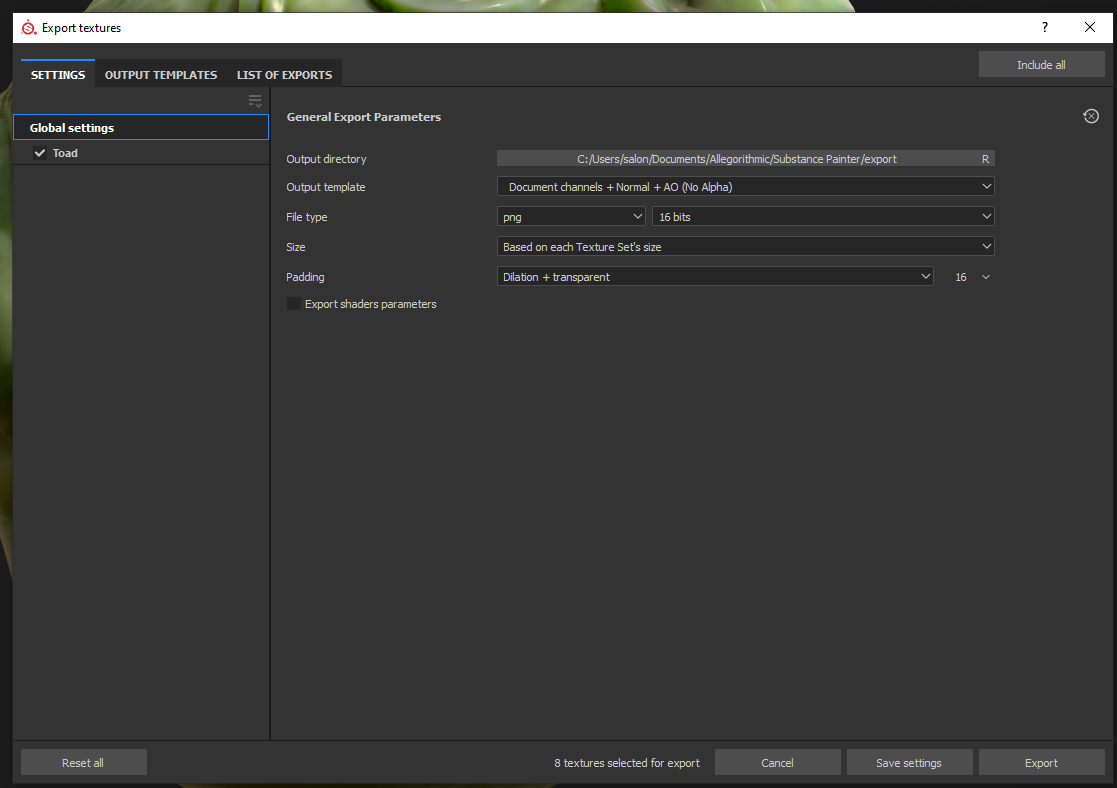 Export textures
?
Include all
SETTINGS OUTPUT TEMPLATES LIST OF EXPORTS
Global settings
Toad
General Export Parameters
Output directory C:/Users/salon/Documents/Allegorithmic/Substance Painter/export R
Output template Document channels + Normal + AO (No Alpha)
File type png 16 bits
Size Based on each Texture Set's size
Padding Dilation + transparent 16
Export shaders parameters
Reset all 8 textures selected for export Cancel Save settings Export